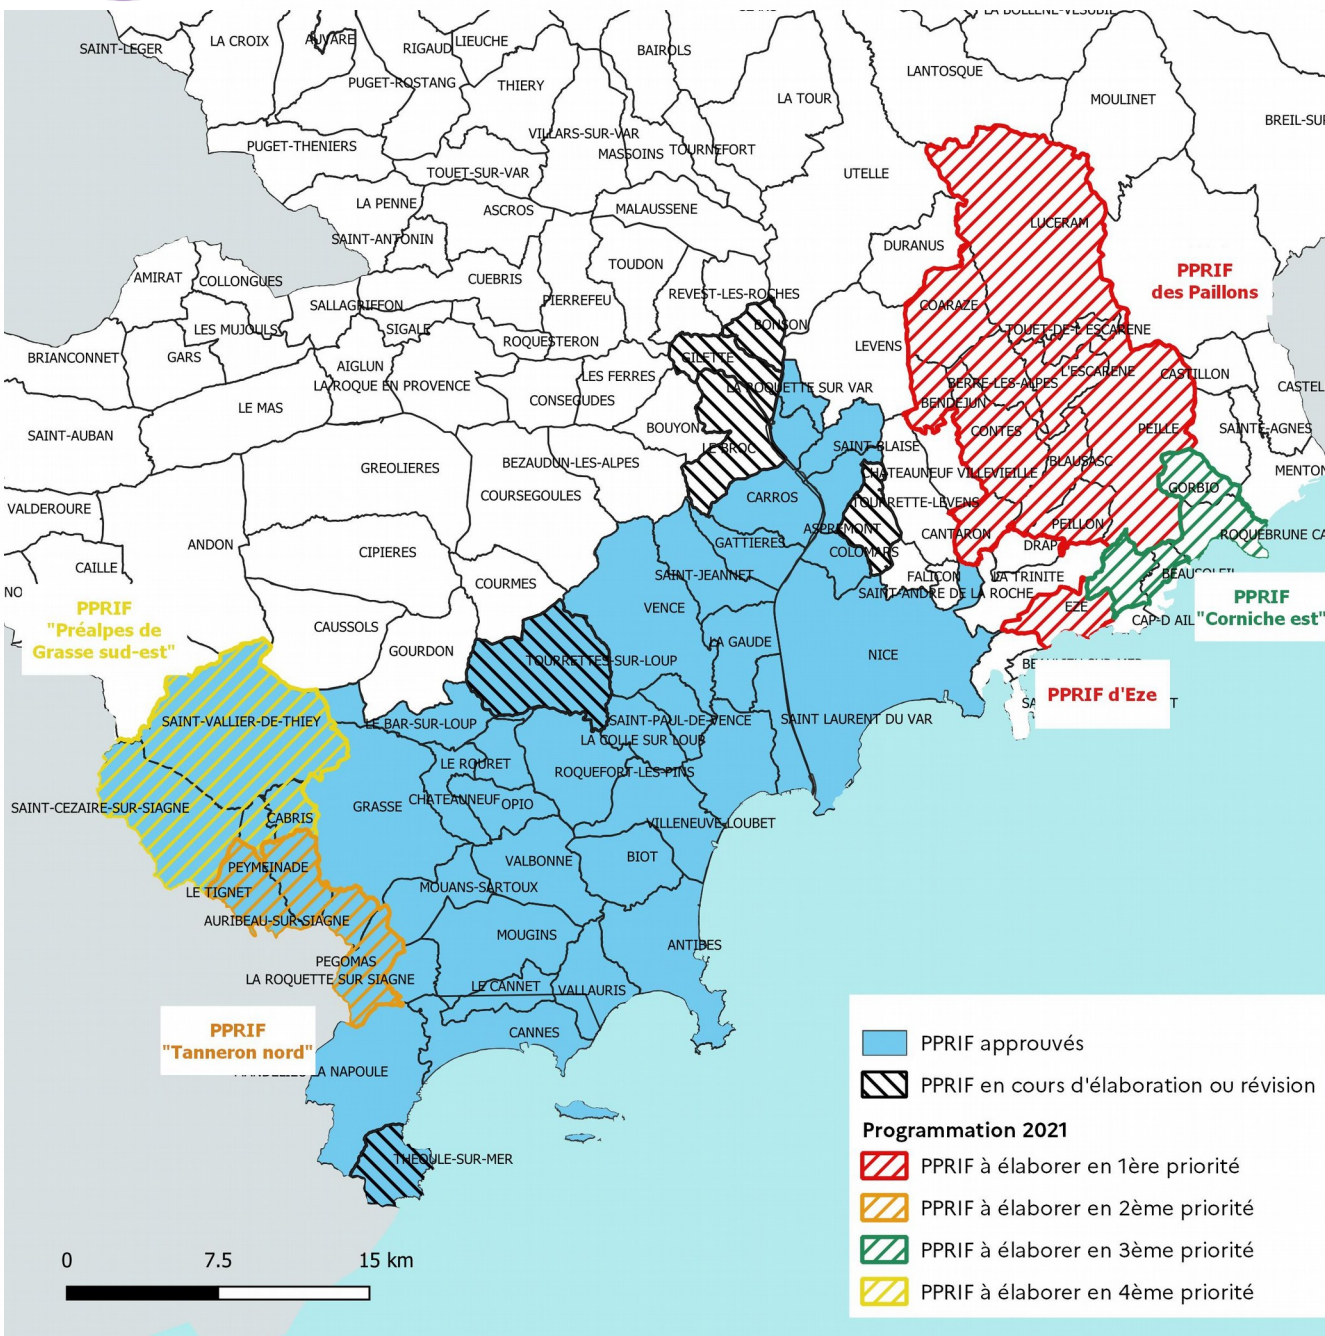 LA BOLLENE-VESUBIE
SAINT-LEGER
LA CROIX
AUVARE
RIGAUD
LIEUCHE
BAIROLS
LANTOSQUE
PUGET-ROSTANG
THIERY
LA TOUR
MOULINET
BREIL-SUR
PUGET-THENIERS
VILLARS-SUR-VAR
MASSOINS
TOURNEFORT
TOUET-SUR-VAR
UTELLE
LA PENNE
ASCROS
MALAUSSENE
LUCERAM
SAINT-ANTONIN
DURANUS
AMIRAT
COLLONGUES
CUEBRIS
TOUDON
PPRIF
des Paillons
SALLAGRIFFON
PIERREFEU
REVEST-LES-ROCHES
COARAZE
LES MUJOULS
SIGALE
BONSON
TOUET-DE-L'ESCARENE
BRIANCONNET
GARS
AIGLUN
ROQUESTERON
GILETTE
LEVENS
L'ESCARENE
CASTILLON
LA ROQUE EN PROVENCE
LES FERRES
LA ROQUETTE SUR VAR
BERRE-LES-ALPES
CASTEL
LE MAS
CONSEGUDES
BENDEJUN
SAINT-AUBAN
BOUYON
CONTES
PEILLE
SAINTE-AGNES
LE BROC
SAINT-BLAISE
GREOLIERES
BEZAUDUN-LES-ALPES
CHATEAUNEUF VILLEVIEILLE
BLAUSASC
MENTON
COURSEGOULES
CARROS
GORBIO
VALDEROURE
TOURRETTE-LEVENS
ANDON
CIPIERES
GATTIERES
ASPREMONT
CANTARON
PEILLON
ROQUEBRUNE CA
COLOMARS
DRAP
CAILLE
COURMES
SAINT-JEANNET
FALICON
LA TRINITE
BEAUSOLEIL
NO
SAINT-ANDRE DE LA ROCHE
PPRIF
"Préalpes de
Grasse sud-est"
VENCE
EZE
CAP-D AIL
PPRIF
"Corniche est"
CAUSSOLS
LA GAUDE
GOURDON
TOURRETTES-SUR-LOUP
NICE
PPRIF d'Eze
SAINT-VALLIER-DE-THIEY
LE BAR-SUR-LOUP
SAINT-PAUL-DE-VENCE
SAINT LAURENT DU VAR
LA COLLE SUR LOUP
LE ROURET
ROQUEFORT-LES-PINS
SAINT-CEZAIRE-SUR-SIAGNE
GRASSE
CHATEAUNEUF
OPIO
CABRIS
VILLENEUVE-LOUBET
VALBONNE
BIOT
PEYMEINADE
MOUANS-SARTOUX
LE TIGNET
AURIBEAU-SUR-SIAGNE
MOUGINS
ANTIBES
PEGOMAS
LA ROQUETTE SUR SIAGNE
LE CANNET
VALLAURIS
PPRIF
"Tanneron nord"
CANNES
MANDELIEU LA NAPOULE
THEOULE-SUR-MER
PPRIF approuvés
PPRIF en cours d'élaboration ou révision
Programmation 2021
PPRIF à élaborer en 1ère priorité
PPRIF à élaborer en 2ème priorité
PPRIF à élaborer en 3ème priorité
PPRIF à élaborer en 4ème priorité
0 7.5 15 km